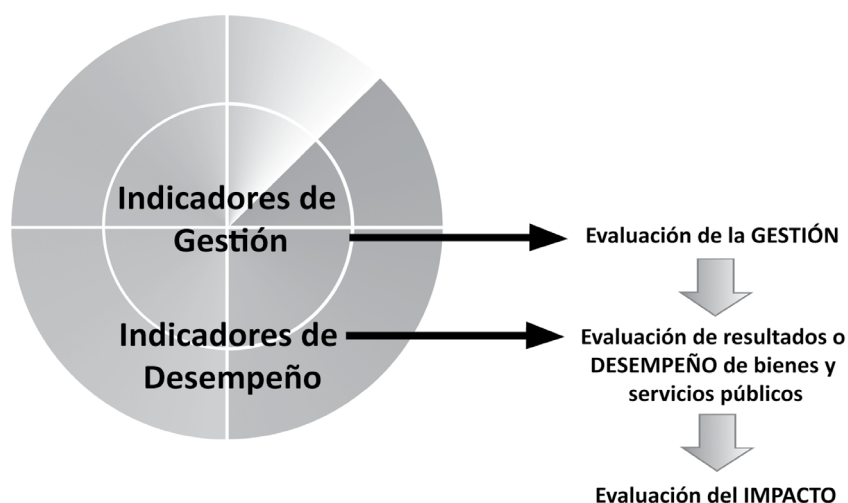 Indicadores de
Gestión
Evaluación de la GESTIÓN
Indicadores de
Desempeño
Evaluación de resultados o
DESEMPEÑO de bienes y
servicios públicos
Evaluación del IMPACTO